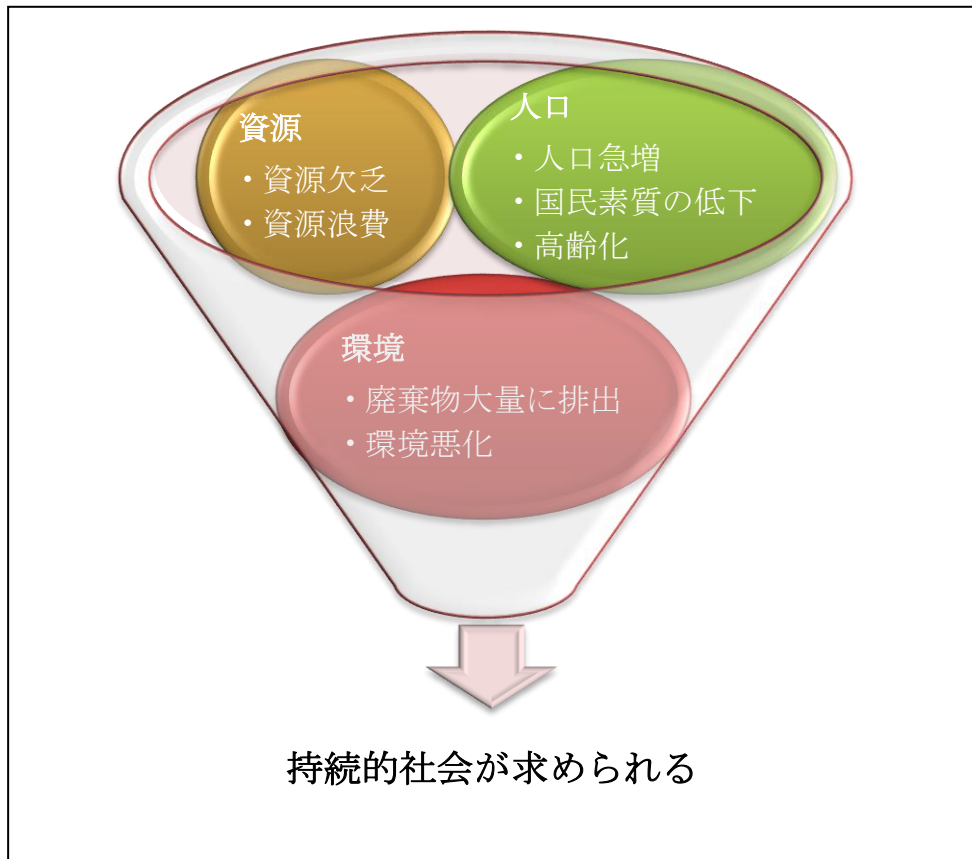 資源
・資源欠乏
・資源浪費
人口
・人口急増
・国民素質の低下
・高齢化
環境
・廃棄物大量に排出
・環境悪化
持続的社会が求められる